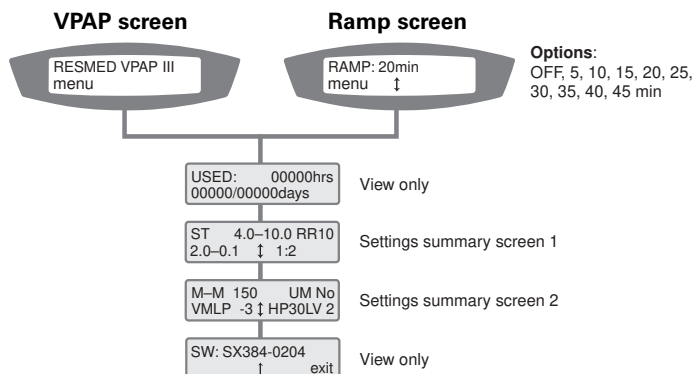 VPAP screen
Ramp screen
RESMED VPAP III
menu
RAMP: 20min
menu ↕
Options:
OFF, 5, 10, 15, 20, 25,
30, 35, 40, 45 min
USED: 00000hrs
00000/00000days
View only
ST 4.0–10.0 RR10
2.0–0.1 ↕ 1:2
Settings summary screen 1
M–M 150 UM No
VMLP -3 ↕ HP30LV 2
Settings summary screen 2
SW: SX384-0204
↕ exit
View only